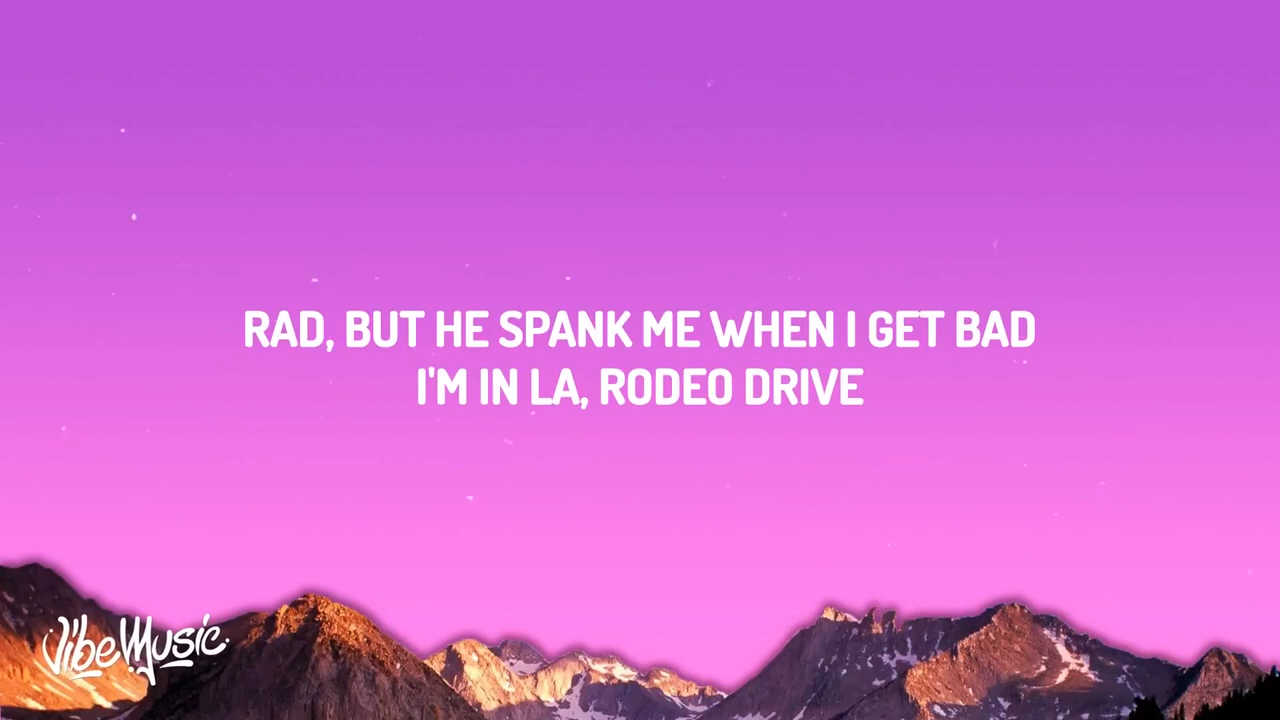 RAD, BUT HE SPANK ME WHEN I GET BAD
I'M IN LA, RODEO DRIVE
VibeMusic